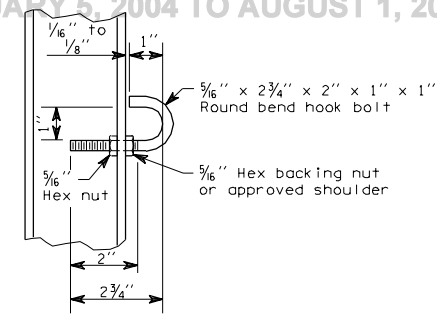 ARY 5, 2004 TO AUGUST 1, 20
1/16'' to
1/8''
1''
5/16'' x 2 3/4'' x 2'' x 1'' x 1''
Round bend hook bolt
1''
5/16'' Hex backing nut
or approved shoulder
5/16''
Hex nut
2''
2 3/4''